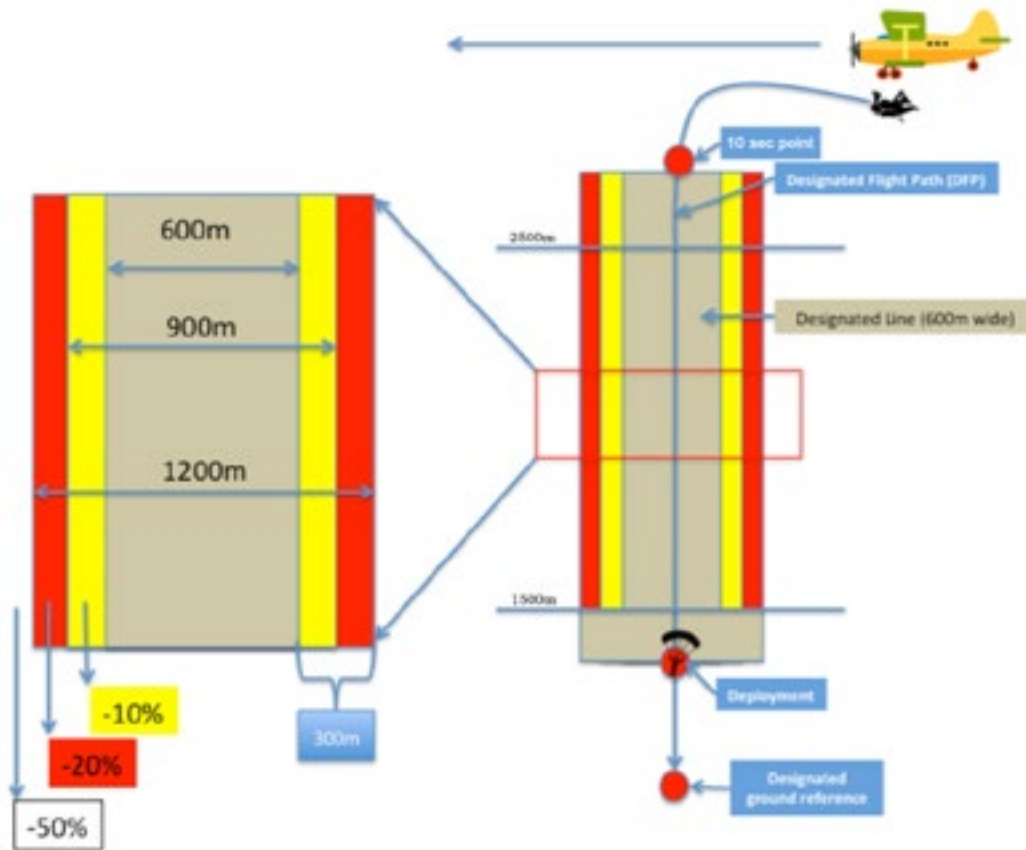 10 sec point
Designated Flight Path (DFP)
2500m
Designated Line (600m wide)
600m
900m
1200m
1500m
Deployment
-10%
-20%
-50%
300m
Designated
ground reference